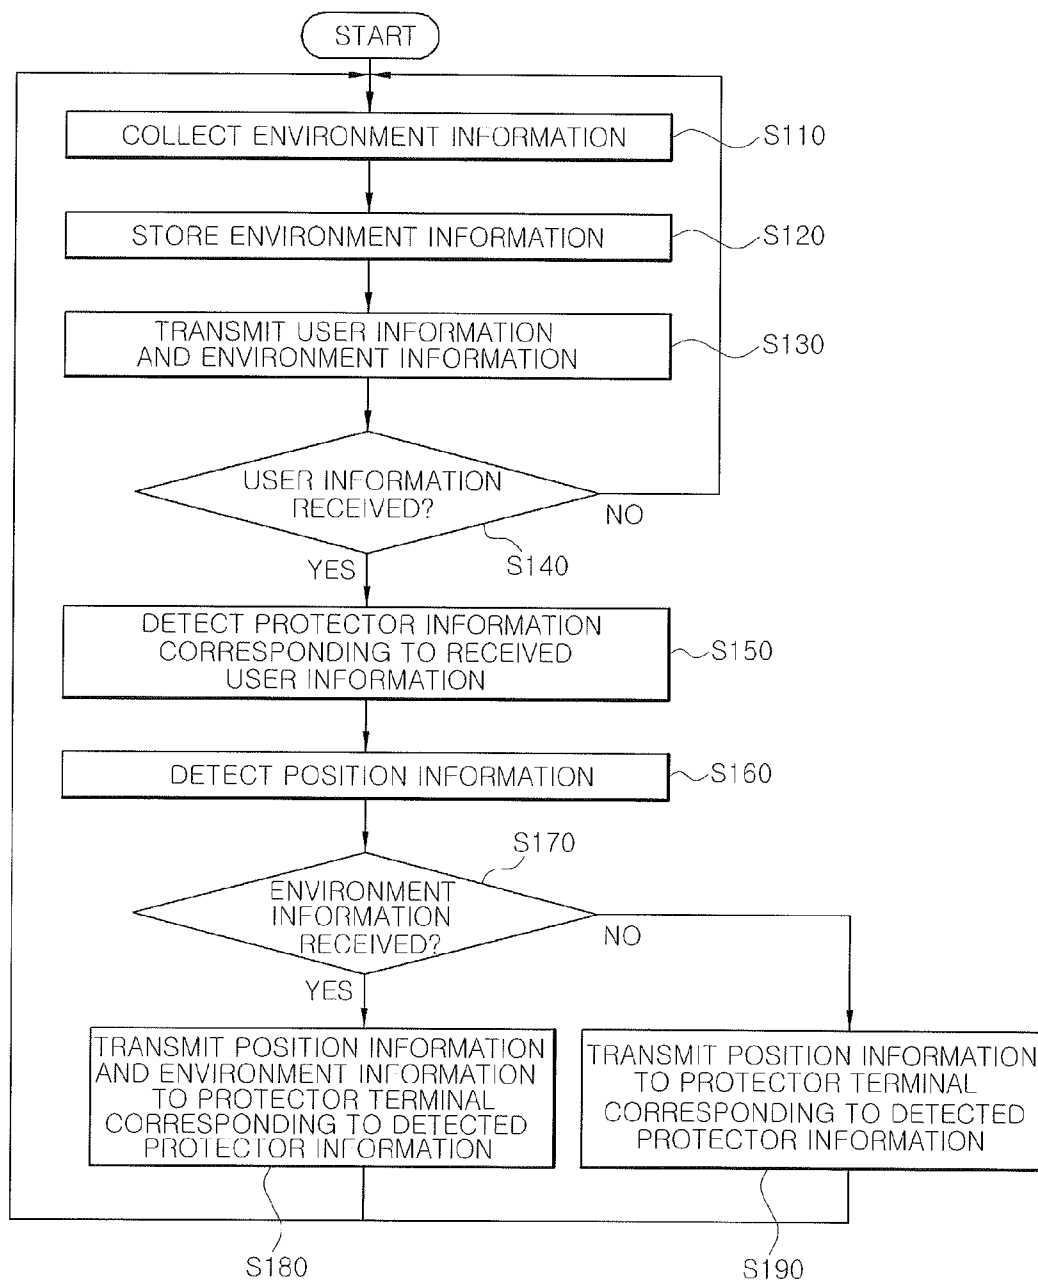 START
COLLECT ENVIRONMENT INFORMATION
S110
STORE ENVIRONMENT INFORMATION
S120
TRANSMIT USER INFORMATION
AND ENVIRONMENT INFORMATION
S130
USER INFORMATION
RECEIVED?
NO
S140
YES
DETECT PROTECTOR INFORMATION
CORRESPONDING TO RECEIVED
USER INFORMATION
S150
DETECT POSITION INFORMATION
S160
S170
ENVIRONMENT
INFORMATION
RECEIVED?
NO
YES
TRANSMIT POSITION INFORMATION
AND ENVIRONMENT INFORMATION
TO PROTECTOR TERMINAL
CORRESPONDING TO DETECTED
PROTECTOR INFORMATION
TRANSMIT POSITION INFORMATION
TO PROTECTOR TERMINAL
CORRESPONDING TO DETECTED
PROTECTOR INFORMATION
S180
S190